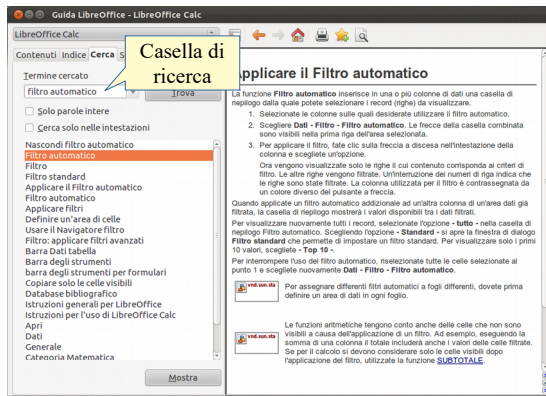 Guida LibreOffice - LibreOffice Calc
LibreOffice Calc
Contenuti Indice Cerca S
Casella di
ricerca
Termine cercato
filtro automatico
Trova
Solo parole intere
Cerca solo nelle intestazioni
Nascondi filtro automatico
Filtro automatico
Filtro
Filtro standard
Applicare il Filtro automatico
Filtro automatico
Applicare filtri
Definire un'area di celle
Usare il Navigatore filtro
Filtro: applicare filtri avanzati
Barra Dati tabella
Barra degli strumenti
barra degli strumenti per formulari
Copiare solo le celle visibili
Database bibliografico
Istruzioni generali per LibreOffice
Istruzioni per l'uso di LibreOffice Calc
Apri
Dati
Generale
Categoria Matematica
Mostra
Applicare il Filtro automatico
La funzione Filtro automatico inserisce in una o più colonne di dati una casella di
riepilogo dalla quale potete selezionare i record (righe) da visualizzare.
1. Selezionate le colonne sulle quali desiderate utilizzare il filtro automatico.
2. Scegliere Dati - Filtro - Filtro automatico. Le frecce della casella combinata
sono visibili nella prima riga dell'area selezionata.
3. Per applicare il filtro, fate clic sulla freccia a discesa nell'intestazione della
colonna e scegliete un'opzione.
Ora vengono visualizzate solo le righe il cui contenuto corrisponda ai criteri di
filtro. Le altre righe vengono filtrate. Un'interruzione dei numeri di riga indica che
le righe sono state filtrate. La colonna utilizzata per il filtro è contrassegnata da
un colore diverso del pulsante a freccia.
Quando applicate un filtro automatico addizionale ad un'altra colonna di un'area dati già
filtrata, la casella di riepilogo mostrerà i valori disponibili tra i dati filtrati.
Per visualizzare nuovamente tutti i record, selezionate l'opzione - tutto - nella casella di
riepilogo Filtro automatico. Scegliendo l'opzione - Standard - si apre la finestra di dialogo
Filtro standard che permette di impostare un filtro standard. Per visualizzare solo i primi
10 valori, scegliete - Top 10 -.
Per interrompere l'uso del filtro automatico, riselezionate tutte le celle selezionate al
punto 1 e scegliete nuovamente Dati - Filtro - Filtro automatico.
vnd.sun.sta
Per assegnare differenti filtri automatici a fogli differenti, dovete prima
definire un area di dati in ogni foglio.
vnd.sun.sta
Le funzioni aritmetiche tengono conto anche delle celle che non sono
visibili a causa dell'applicazione di un filtro. Ad esempio, eseguendo la
somma di una colonna il totale includerà anche i valori delle celle filtrate.
Se per il calcolo si devono considerare solo le celle visibili dopo
l'applicazione del filtro, utilizzate la funzione SUBTOTALE.